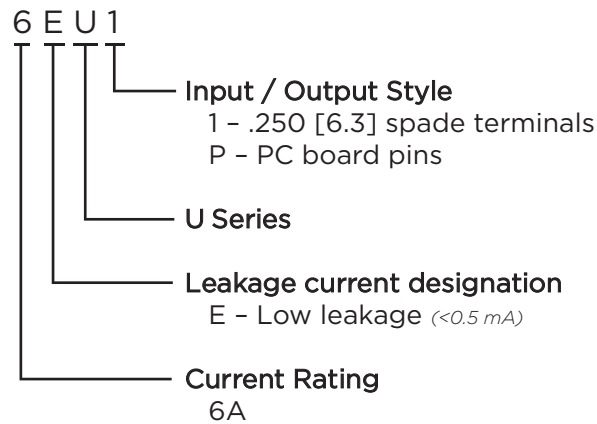 6 E U 1
Input / Output Style
1 – .250 [6.3] spade terminals
P – PC board pins
U Series
Leakage current designation
E – Low leakage (<0.5 mA)
Current Rating
6A